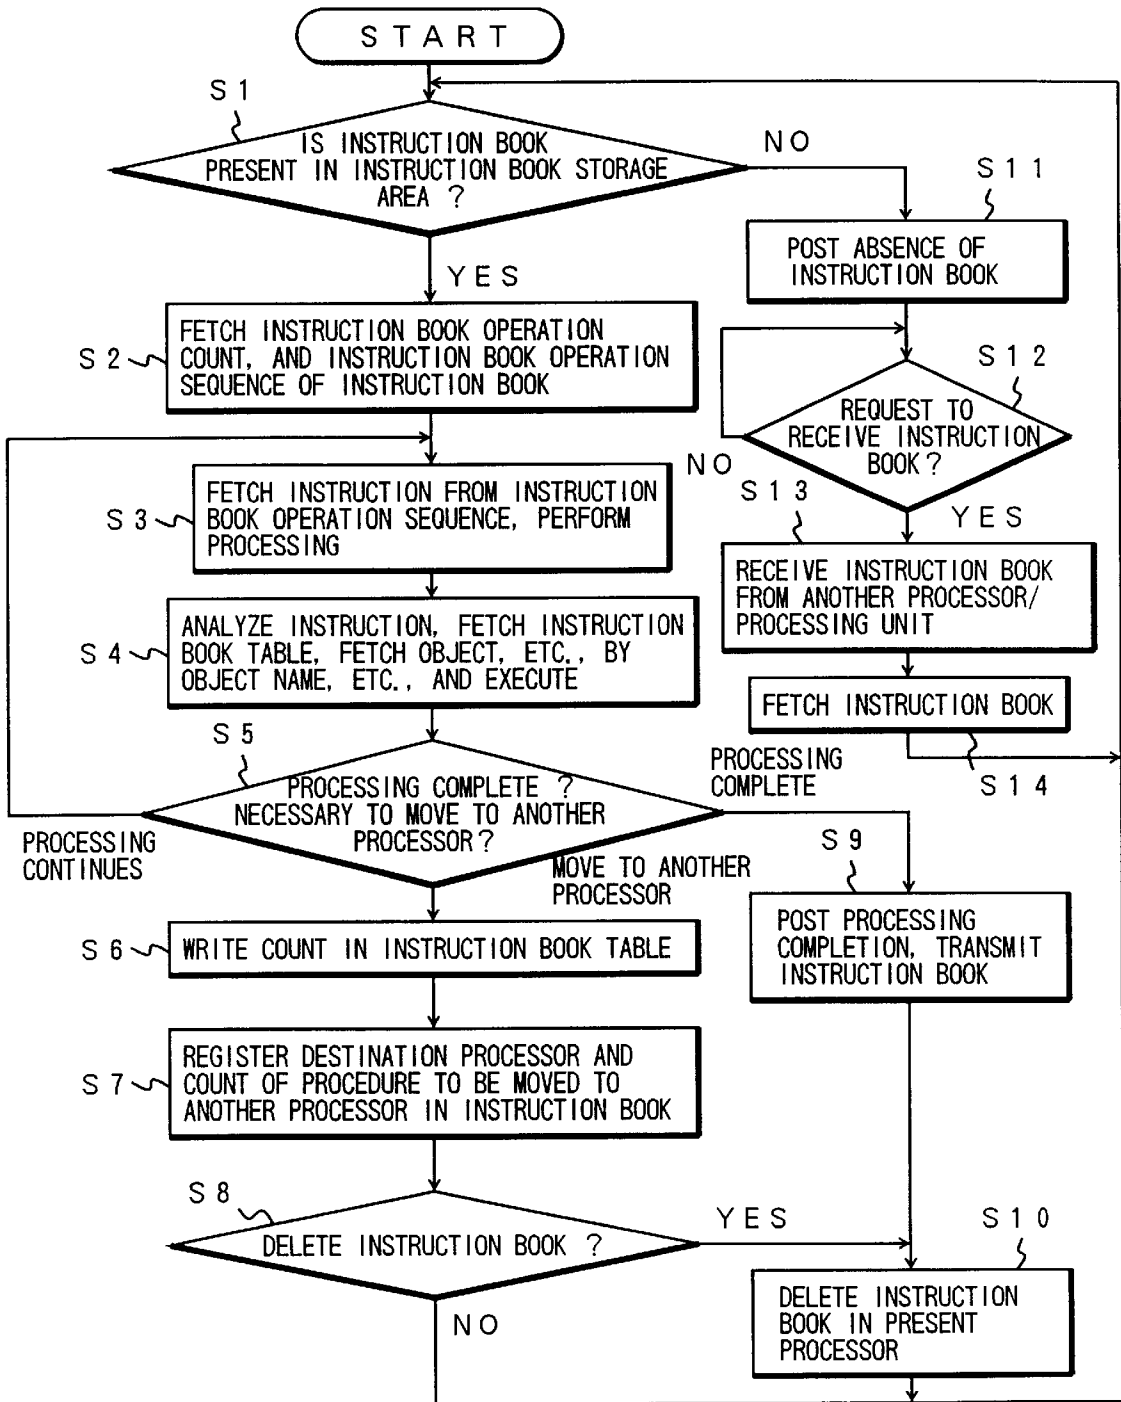 START
S1
IS INSTRUCTION BOOK
PRESENT IN INSTRUCTION BOOK STORAGE
AREA ?
NO
S11
POST ABSENCE OF
INSTRUCTION BOOK
YES
S2
FETCH INSTRUCTION BOOK OPERATION
COUNT, AND INSTRUCTION BOOK OPERATION
SEQUENCE OF INSTRUCTION BOOK
S12
REQUEST TO
RECEIVE INSTRUCTION
BOOK?
NO
YES
S3
FETCH INSTRUCTION FROM INSTRUCTION
BOOK OPERATION SEQUENCE, PERFORM
PROCESSING
S13
RECEIVE INSTRUCTION BOOK
FROM ANOTHER PROCESSOR/
PROCESSING UNIT
S4
ANALYZE INSTRUCTION, FETCH INSTRUCTION
BOOK TABLE, FETCH OBJECT, ETC., BY
OBJECT NAME, ETC., AND EXECUTE
FETCH INSTRUCTION BOOK
S14
S5
PROCESSING COMPLETE ?
NECESSARY TO MOVE TO ANOTHER
PROCESSOR?
PROCESSING
COMPLETE
PROCESSING
CONTINUES
MOVE TO ANOTHER
PROCESSOR
S9
POST PROCESSING
COMPLETION, TRANSMIT
INSTRUCTION BOOK
S6
WRITE COUNT IN INSTRUCTION BOOK TABLE
S7
REGISTER DESTINATION PROCESSOR AND
COUNT OF PROCEDURE TO BE MOVED TO
ANOTHER PROCESSOR IN INSTRUCTION BOOK
S8
DELETE INSTRUCTION BOOK ?
YES
NO
S10
DELETE INSTRUCTION
BOOK IN PRESENT
PROCESSOR